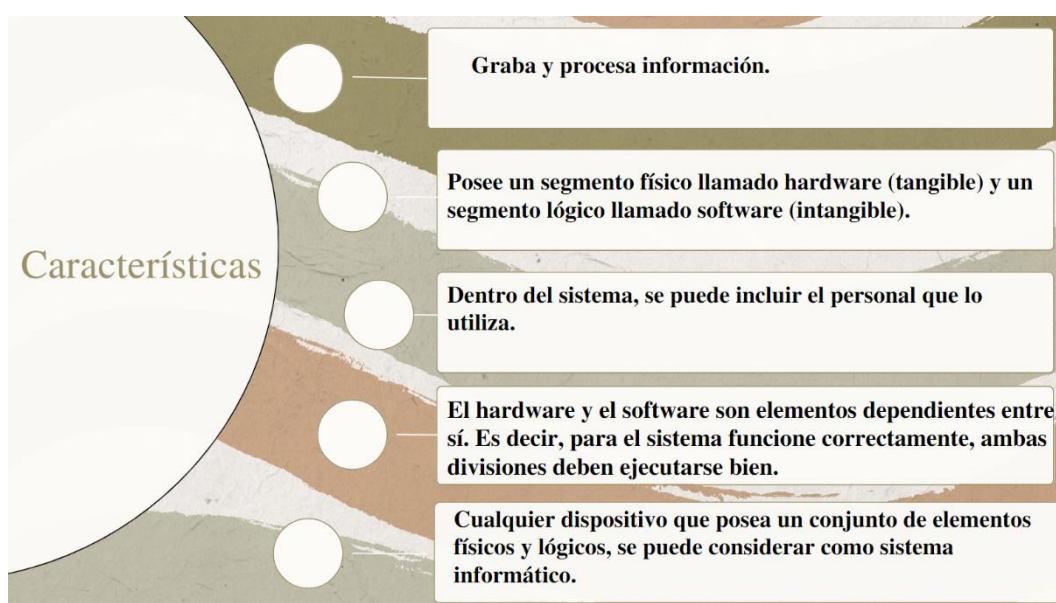 Características
Graba y procesa información.
Posee un segmento físico llamado hardware (tangible) y un
segmento lógico llamado software (intangible).
Dentro del sistema, se puede incluir el personal que lo
utiliza.
El hardware y el software son elementos dependientes entre
sí. Es decir, para el sistema funcione correctamente, ambas
divisiones deben ejecutarse bien.
Cualquier dispositivo que posea un conjunto de elementos
físicos y lógicos, se puede considerar como sistema
informático.